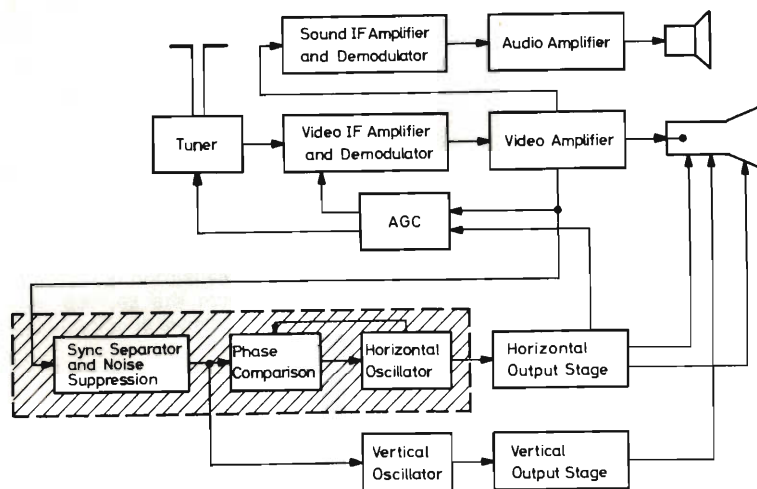 Sound IF Amplifier
and Demodulator
Audio Amplifier
Tuner
Video IF Amplifier
and Demodulator
Video Amplifier
AGC
Sync Separator
and Noise
Suppression
Phase
Comparison
Horizontal
Oscillator
Horizontal
Output Stage
Vertical
Oscillator
Vertical
Output Stage